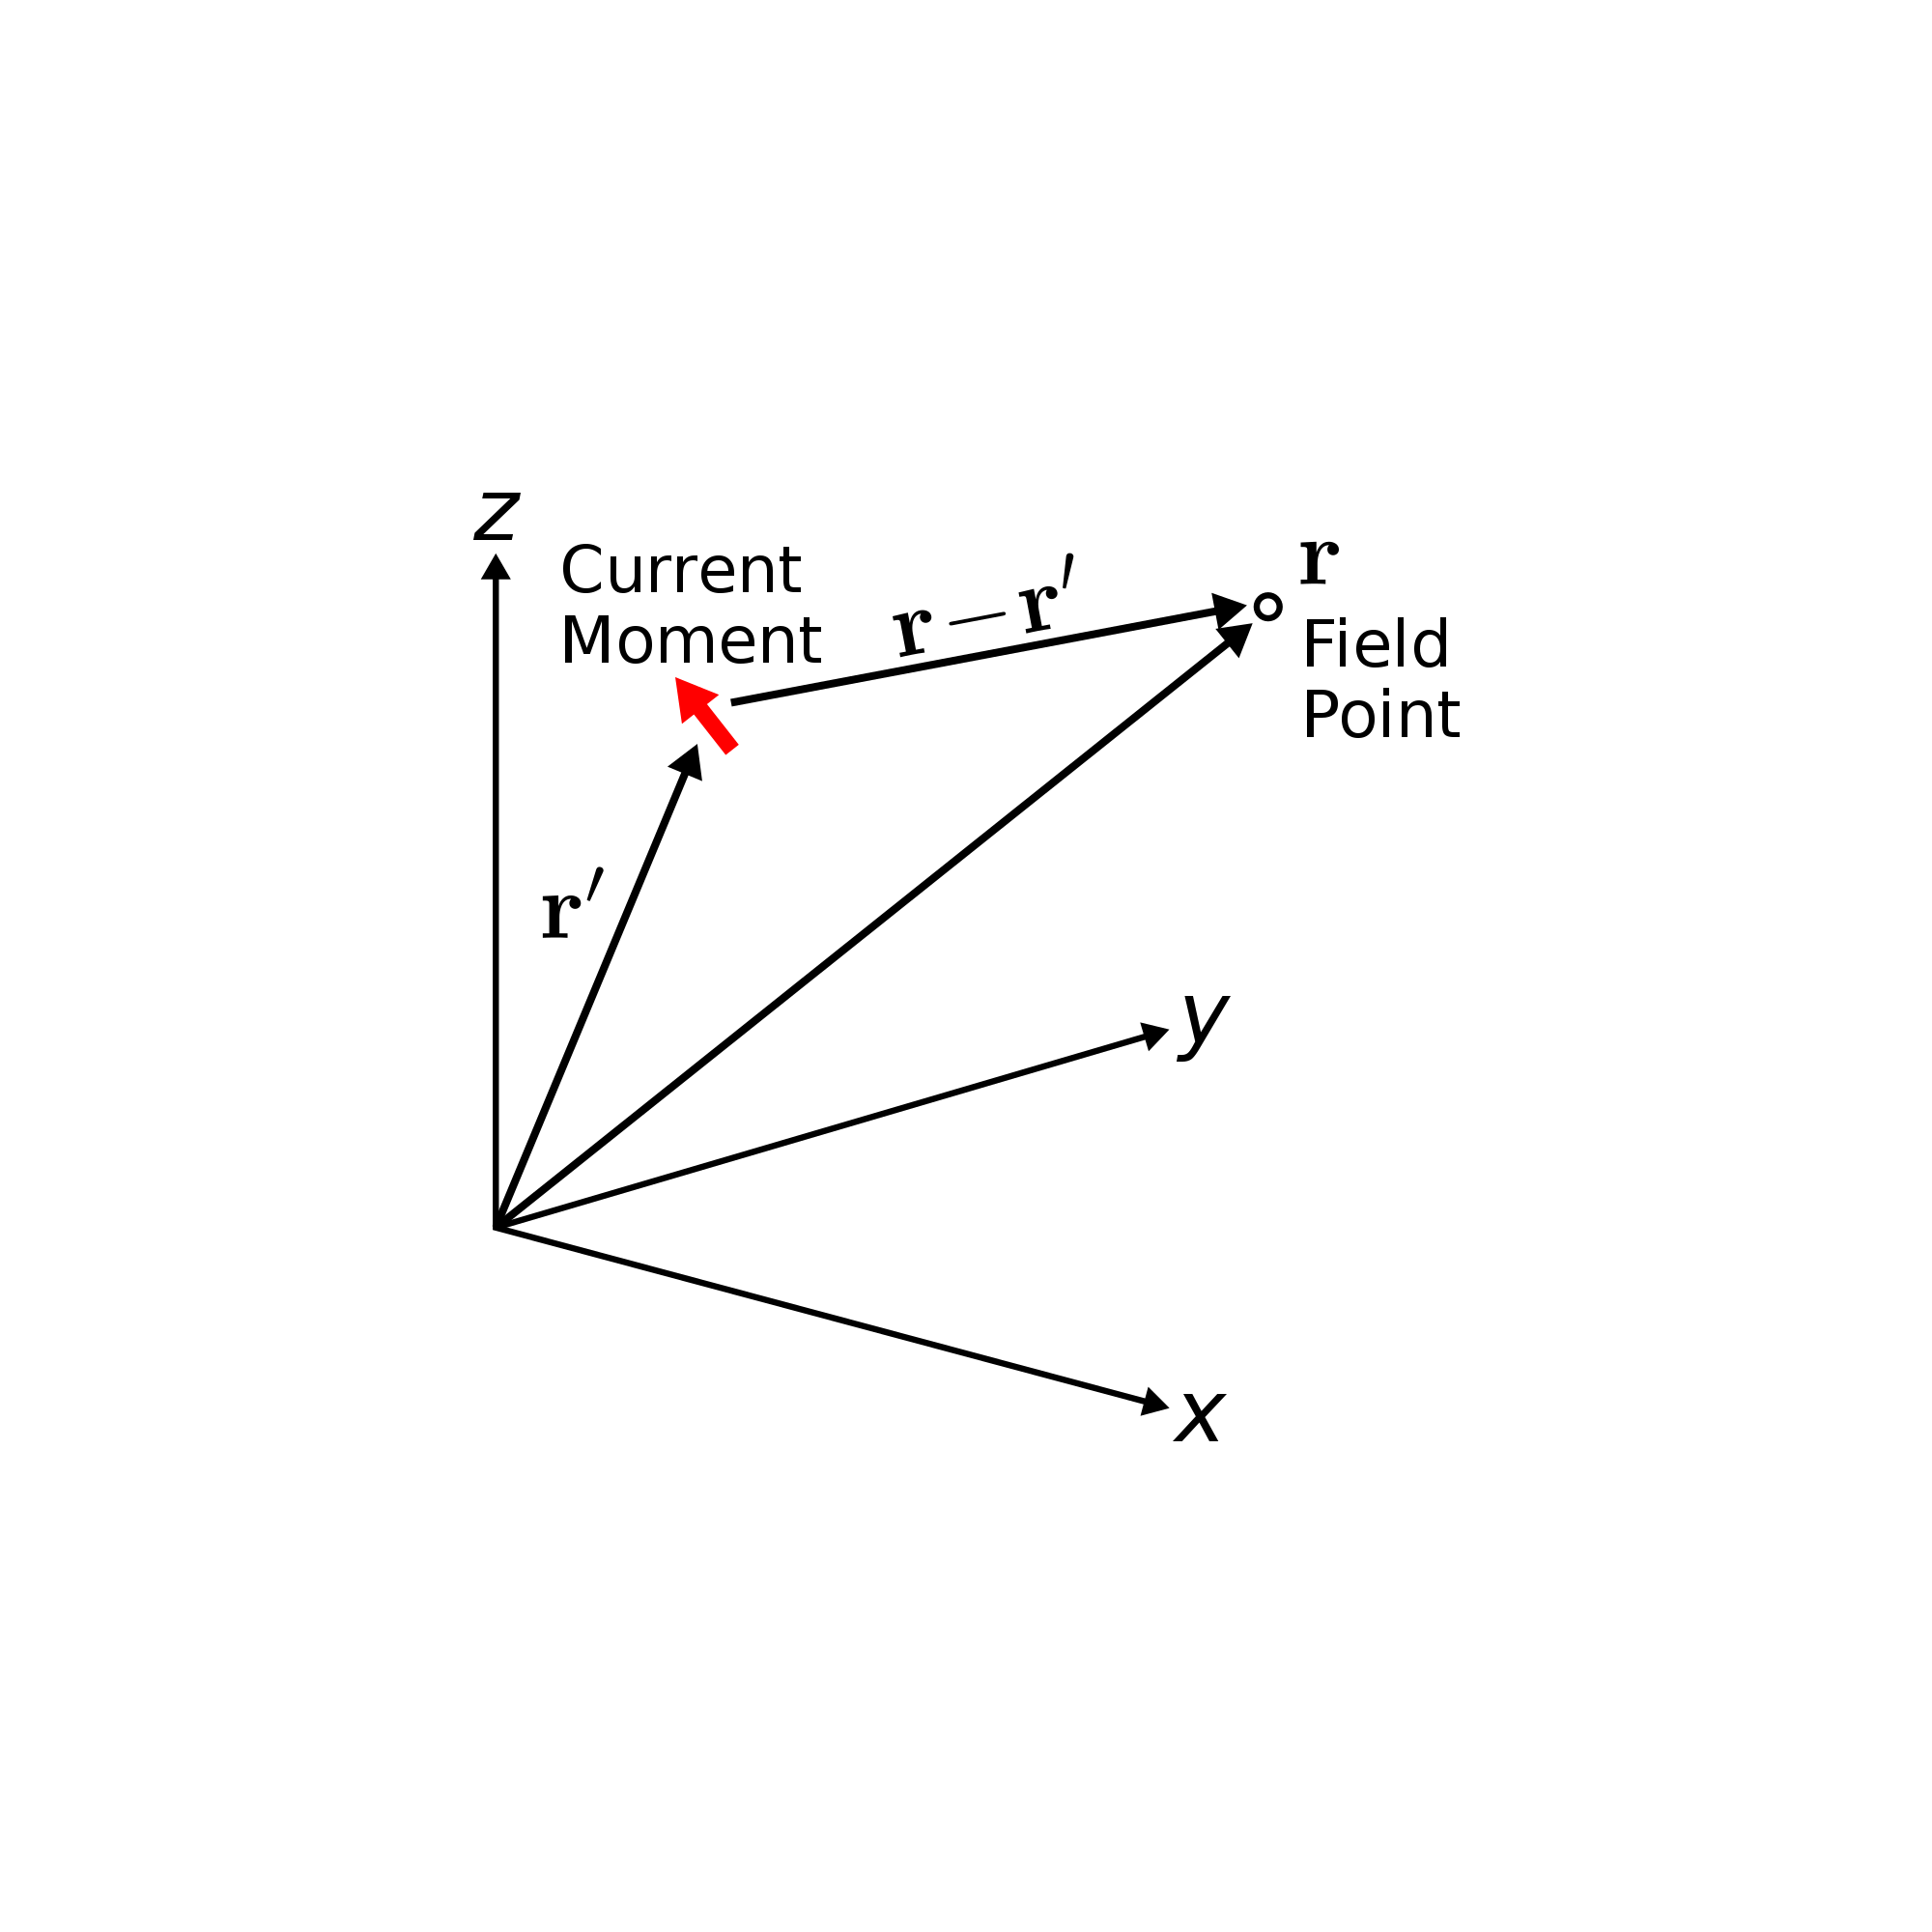 z
Current
Moment
r − r′
r
Field
Point
r′
y
x